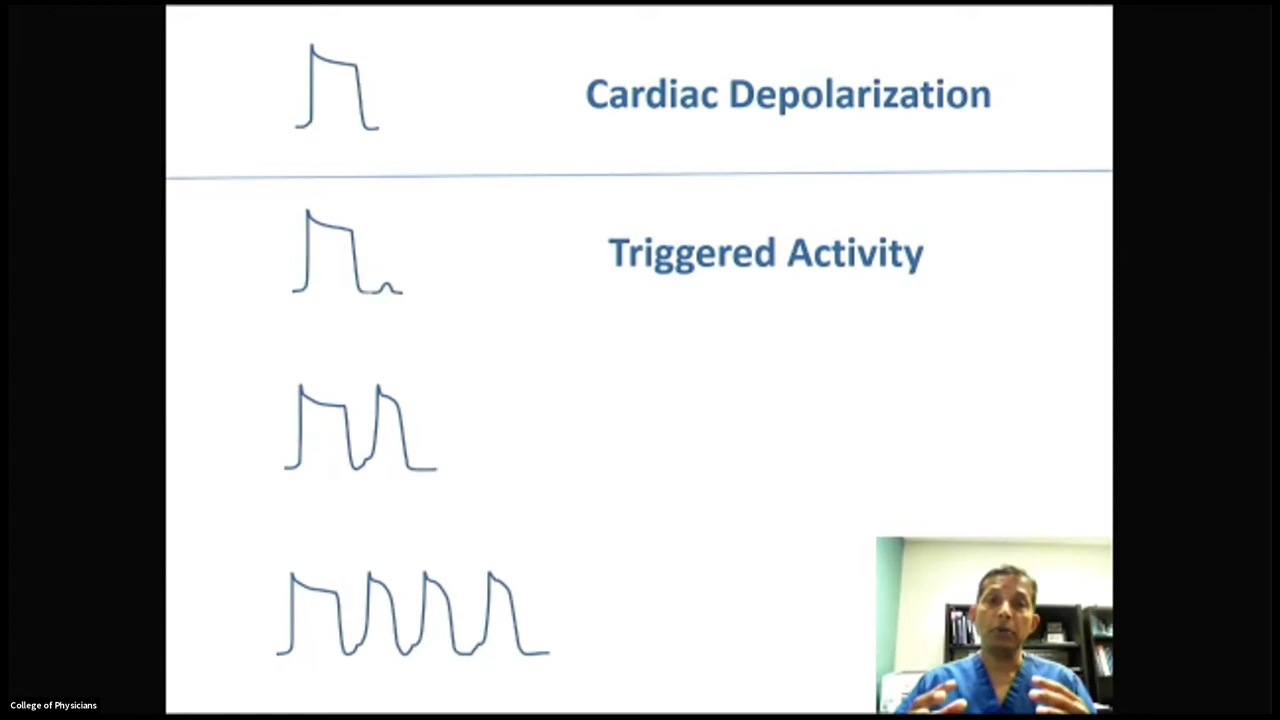 Cardiac Depolarization
Triggered Activity
College of Physicians